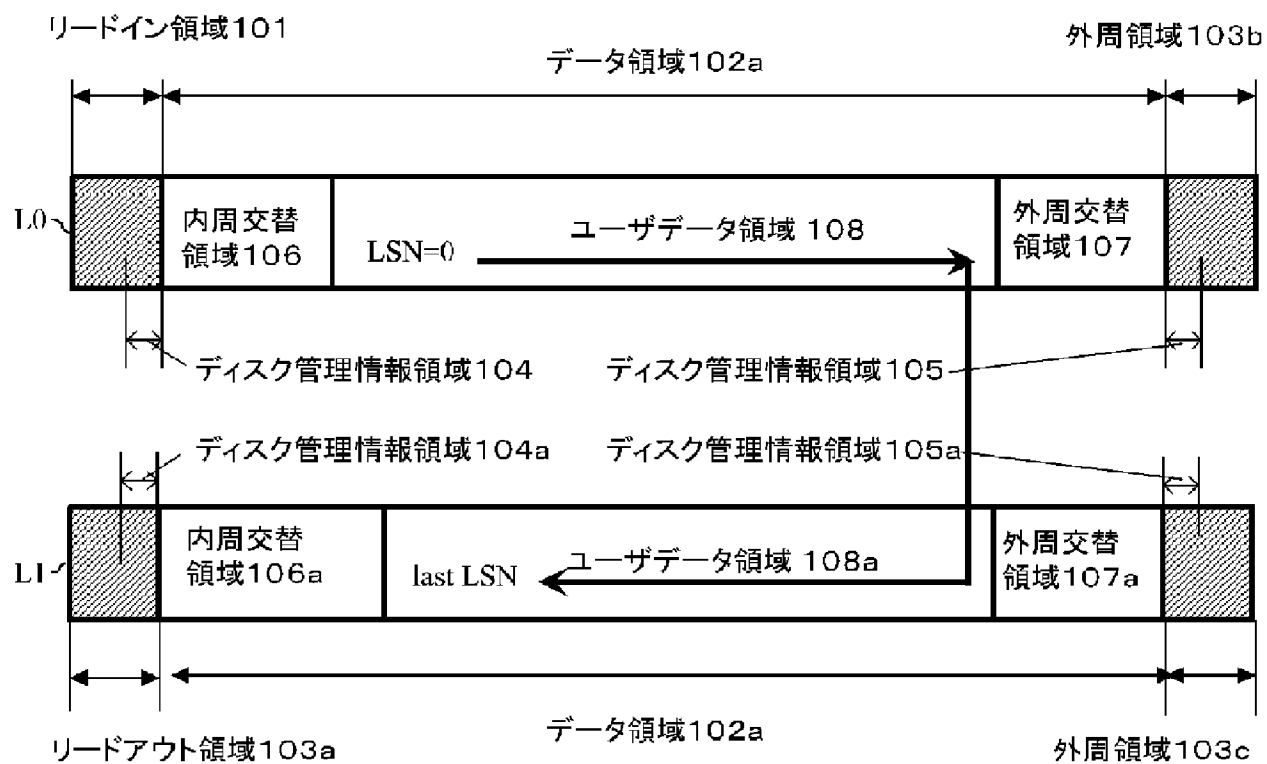 リードイン領域101
データ領域102a
外周領域103b
L0
内周交替
領域106
LSN=0
ユーザデータ領域 108
外周交替
領域107
ディスク管理情報領域104
ディスク管理情報領域105
ディスク管理情報領域104a
ディスク管理情報領域105a
L1
内周交替
領域106a
last LSN
ユーザデータ領域 108a
外周交替
領域107a
リードアウト領域103a
データ領域102a
外周領域103c